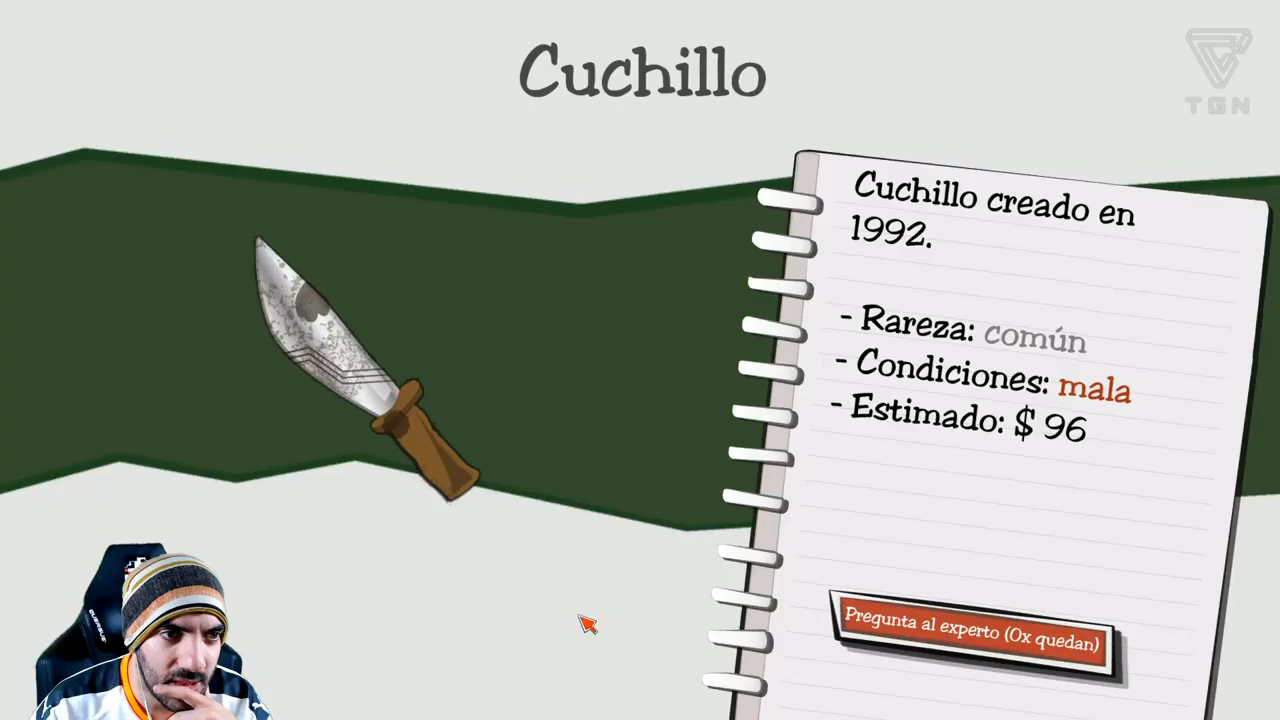 Cuchillo
TGN
Cuchillo creado en
1992.
- Rareza: común
- Condiciones: mala
- Estimado: $ 96
Pregunta al experto (0x quedan)